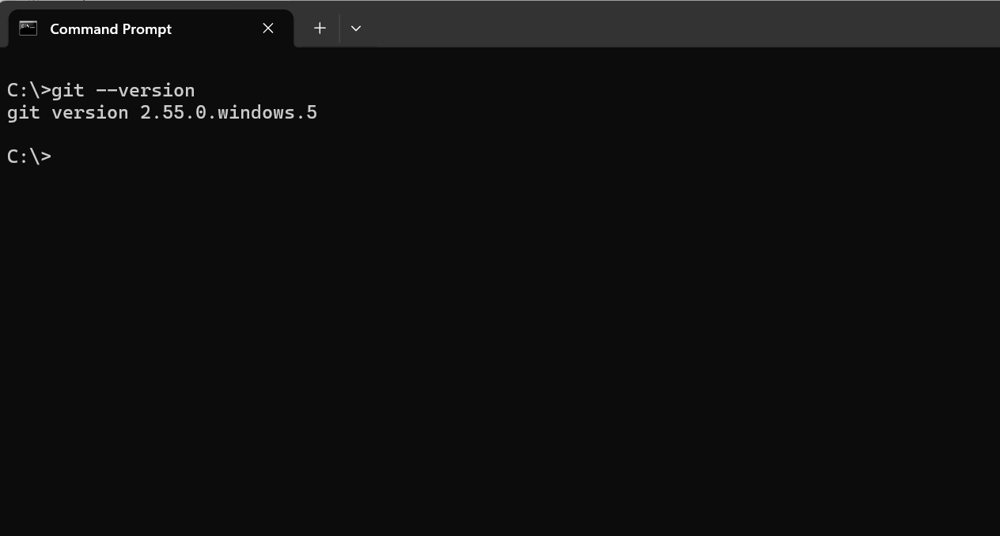 Command Prompt
C:\>git --version
git version 2.55.0.windows.5
C:\>